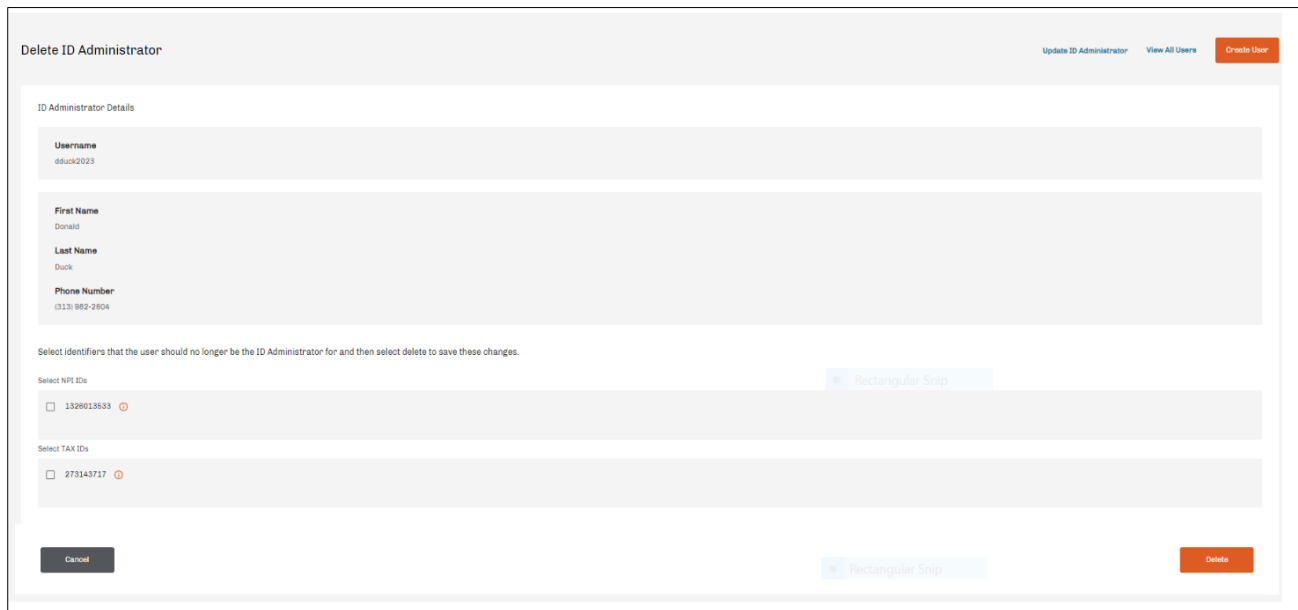 Delete ID Administrator
Update ID Administrator
View All Users
Create User
ID Administrator Details
Username
dduck2023
First Name
Donald
Last Name
Duck
Phone Number
(313) 982-2604
Select identifiers that the user should no longer be the ID Administrator for and then select delete to save these changes.
Rectangular Snip
Select NPI IDs
1326013533
Select TAX IDs
273143717
Cancel
Rectangular Snip
Delete